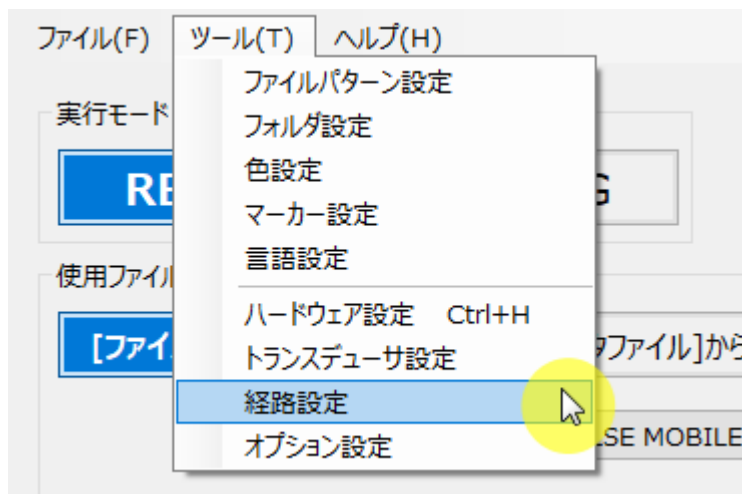 ファイル(F) ツール(T) ヘルプ(H)
ファイルパターン設定
実行モード
フォルダ設定
色設定
RE
G
マーカー設定
言語設定
使用ファイル
ハードウェア設定 Ctrl+H
[ファイ
タファイル]から
トランスデューサ設定
経路設定
LSE MOBILE
オプション設定